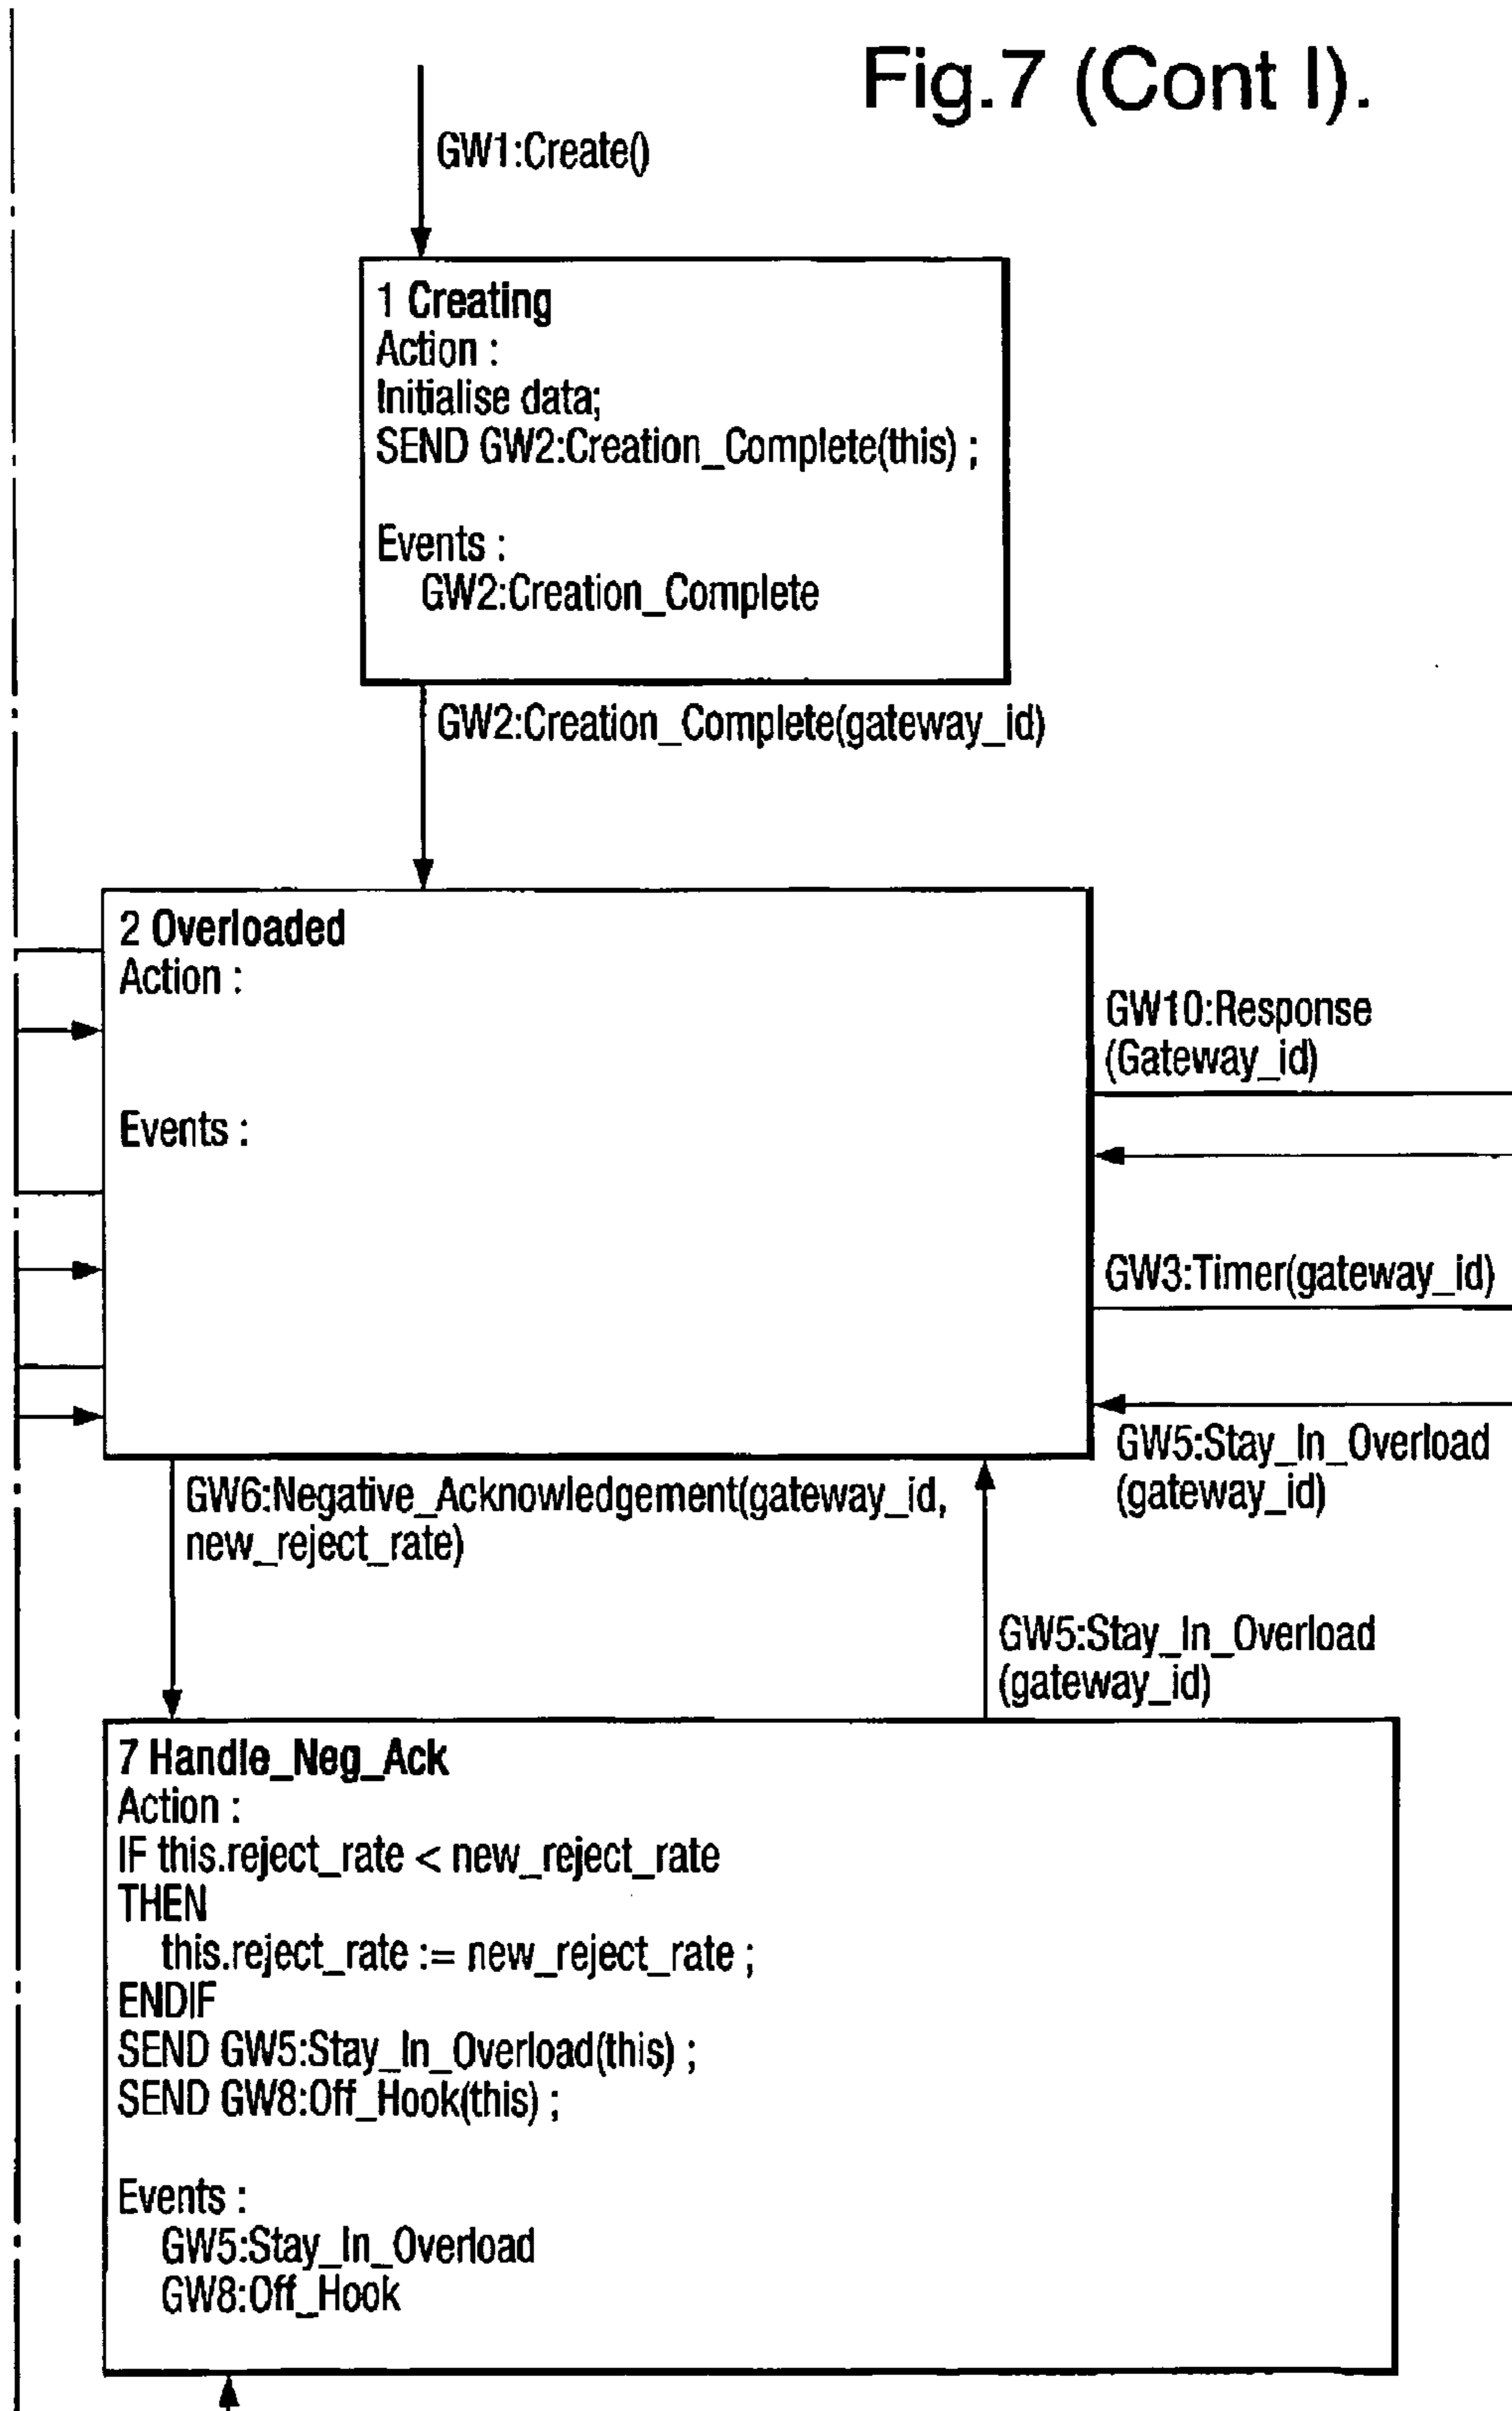 Fig.7 (Cont I).
GW1:Create()
1 Creating
Action :
Initialise data;
SEND GW2:Creation_Complete(this) ;
Events :
GW2:Creation_Complete
GW2:Creation_Complete(gateway_id)
2 Overloaded
Action :
Events :
GW10:Response
(Gateway_id)
GW3:Timer(gateway_id)
GW5:Stay_In_Overload
(gateway_id)
GW6:Negative_Acknowledgement(gateway_id,
new_reject_rate)
GW5:Stay_In_Overload
(gateway_id)
7 Handle_Neg_Ack
Action :
IF this.reject_rate < new_reject_rate
THEN
this.reject_rate := new_reject_rate ;
ENDIF
SEND GW5:Stay_In_Overload(this) ;
SEND GW8:Off_Hook(this) ;
Events :
GW5:Stay_In_Overload
GW8:Off_Hook